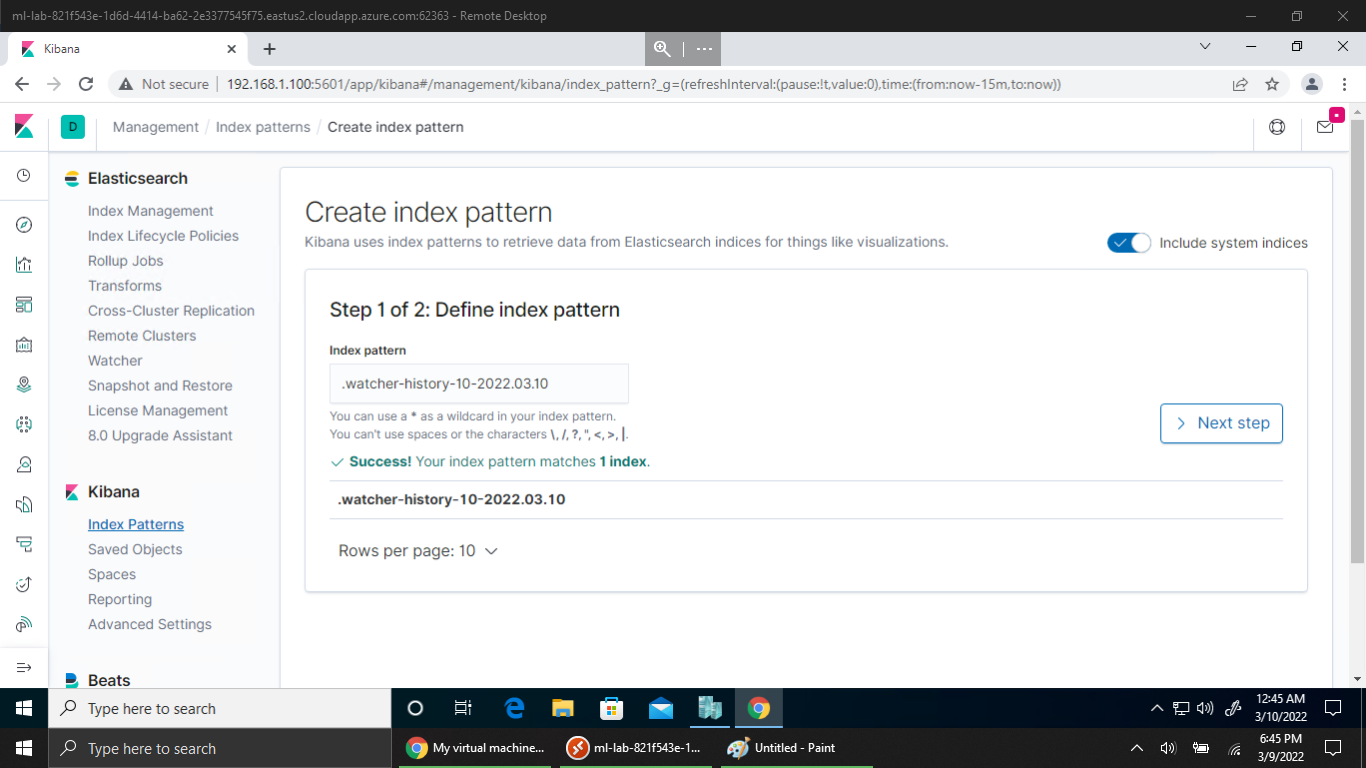 ml-lab-821f543e-1d6d-4414-ba62-2e3377545f75.eastus2.cloudapp.azure.com:62363 - Remote Desktop
Kibana
Not secure
192.168.1.100:5601/app/kibana#/management/kibana/index_pattern?_g=(refreshInterval:(pause:!t,value:0),time:(from:now-15m,to:now))
D
Management / Index patterns / Create index pattern
Elasticsearch
Index Management
Index Lifecycle Policies
Rollup Jobs
Transforms
Cross-Cluster Replication
Remote Clusters
Watcher
Snapshot and Restore
License Management
8.0 Upgrade Assistant
Kibana
Index Patterns
Saved Objects
Spaces
Reporting
Advanced Settings
Beats
Create index pattern
Kibana uses index patterns to retrieve data from Elasticsearch indices for things like visualizations.
Include system indices
Step 1 of 2: Define index pattern
Index pattern
.watcher-history-10-2022.03.10
You can use a * as a wildcard in your index pattern.
You can't use spaces or the characters \, /, ?, ", <, >, |.
Next step
Success! Your index pattern matches 1 index.
.watcher-history-10-2022.03.10
Rows per page: 10
Type here to search
12:45 AM
3/10/2022
Type here to search
My virtual machine...
ml-lab-821f543e-1...
Untitled - Paint
6:45 PM
3/9/2022